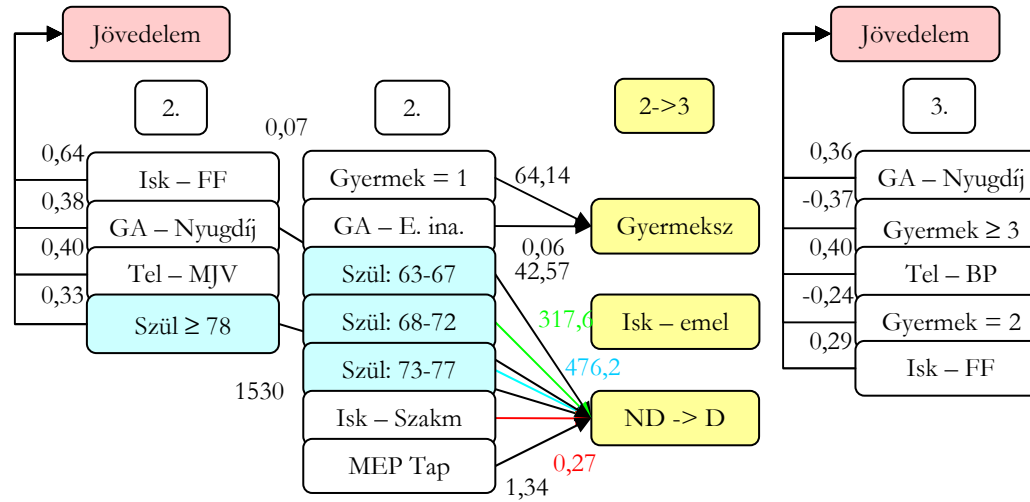 Jövedelem
Jövedelem
2.
2.
2->3
3.
0,07
0,64
Isk – FF
0,38
GA – Nyugdíj
0,40
Tel – MJV
0,33
Szül ≥ 78
1530
Gyermek = 1
GA – E. ina.
Szül: 63-67
Szül: 68-72
Szül: 73-77
Isk – Szakm
MEP Tap
64,14
0,06
42,57
317,6
476,2
0,27
1,34
Gyermeksz
Isk – emel
ND -> D
0,36
GA – Nyugdíj
-0,37
Gyermek ≥ 3
0,40
Tel – BP
-0,24
Gyermek = 2
0,29
Isk – FF